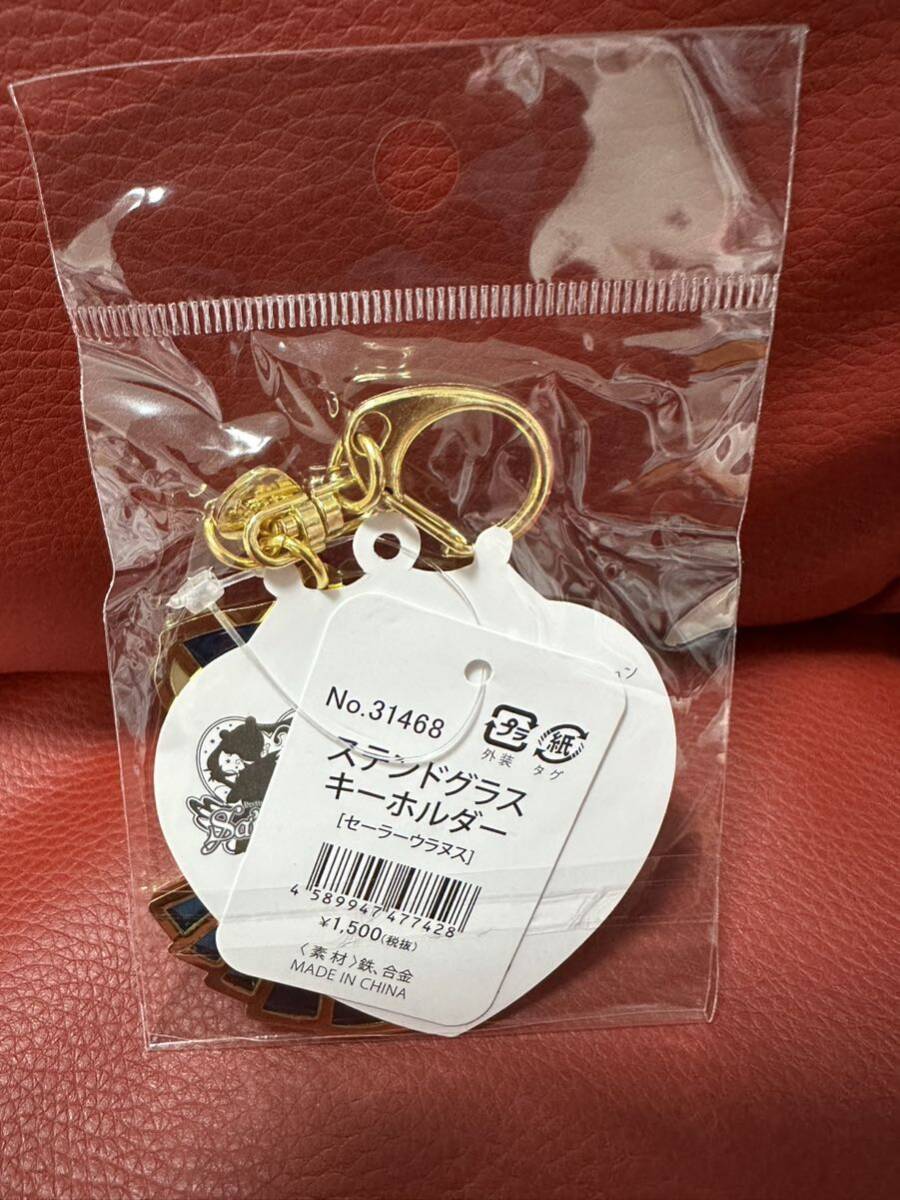 No.31468
プラ
紙
外装
タグ
ステンドグラス
キーホルダー
[セーラーウラヌス]
4 589947 477428
¥1,500(税抜)
〈素材〉鉄、合金
MADE IN CHINA
ョン